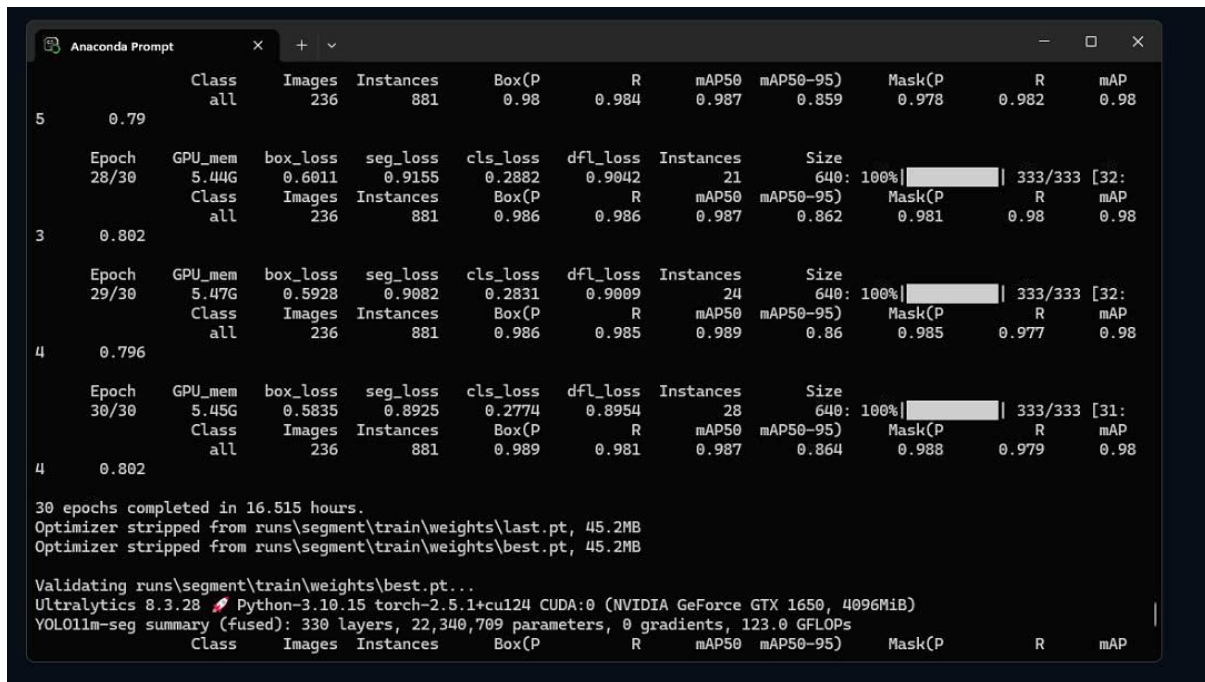 Anaconda Prompt
Class Images Instances Box(P R mAP50 mAP50-95) Mask(P R mAP
all 236 881 0.98 0.984 0.987 0.859 0.978 0.982 0.98
5 0.79
Epoch GPU_mem box_loss seg_loss cls_loss dfl_loss Instances Size
28/30 5.44G 0.6011 0.9155 0.2882 0.9042 21 640: 100%| | 333/333 [32:
Class Images Instances Box(P R mAP50 mAP50-95) Mask(P R mAP
all 236 881 0.986 0.986 0.987 0.862 0.981 0.98 0.98
3 0.802
Epoch GPU_mem box_loss seg_loss cls_loss dfl_loss Instances Size
29/30 5.47G 0.5928 0.9082 0.2831 0.9009 24 640: 100%| | 333/333 [32:
Class Images Instances Box(P R mAP50 mAP50-95) Mask(P R mAP
all 236 881 0.986 0.985 0.989 0.86 0.985 0.977 0.98
4 0.796
Epoch GPU_mem box_loss seg_loss cls_loss dfl_loss Instances Size
30/30 5.45G 0.5835 0.8925 0.2774 0.8954 28 640: 100%| | 333/333 [31:
Class Images Instances Box(P R mAP50 mAP50-95) Mask(P R mAP
all 236 881 0.989 0.981 0.987 0.864 0.988 0.979 0.98
4 0.802
30 epochs completed in 16.515 hours.
Optimizer stripped from runs\segment\train\weights\last.pt, 45.2MB
Optimizer stripped from runs\segment\train\weights\best.pt, 45.2MB
Validating runs\segment\train\weights\best.pt...
Ultralytics 8.3.28 🚀 Python-3.10.15 torch-2.5.1+cu124 CUDA:0 (NVIDIA GeForce GTX 1650, 4096MiB)
YOLO11m-seg summary (fused): 330 layers, 22,340,709 parameters, 0 gradients, 123.0 GFLOPs
Class Images Instances Box(P R mAP50 mAP50-95) Mask(P R mAP